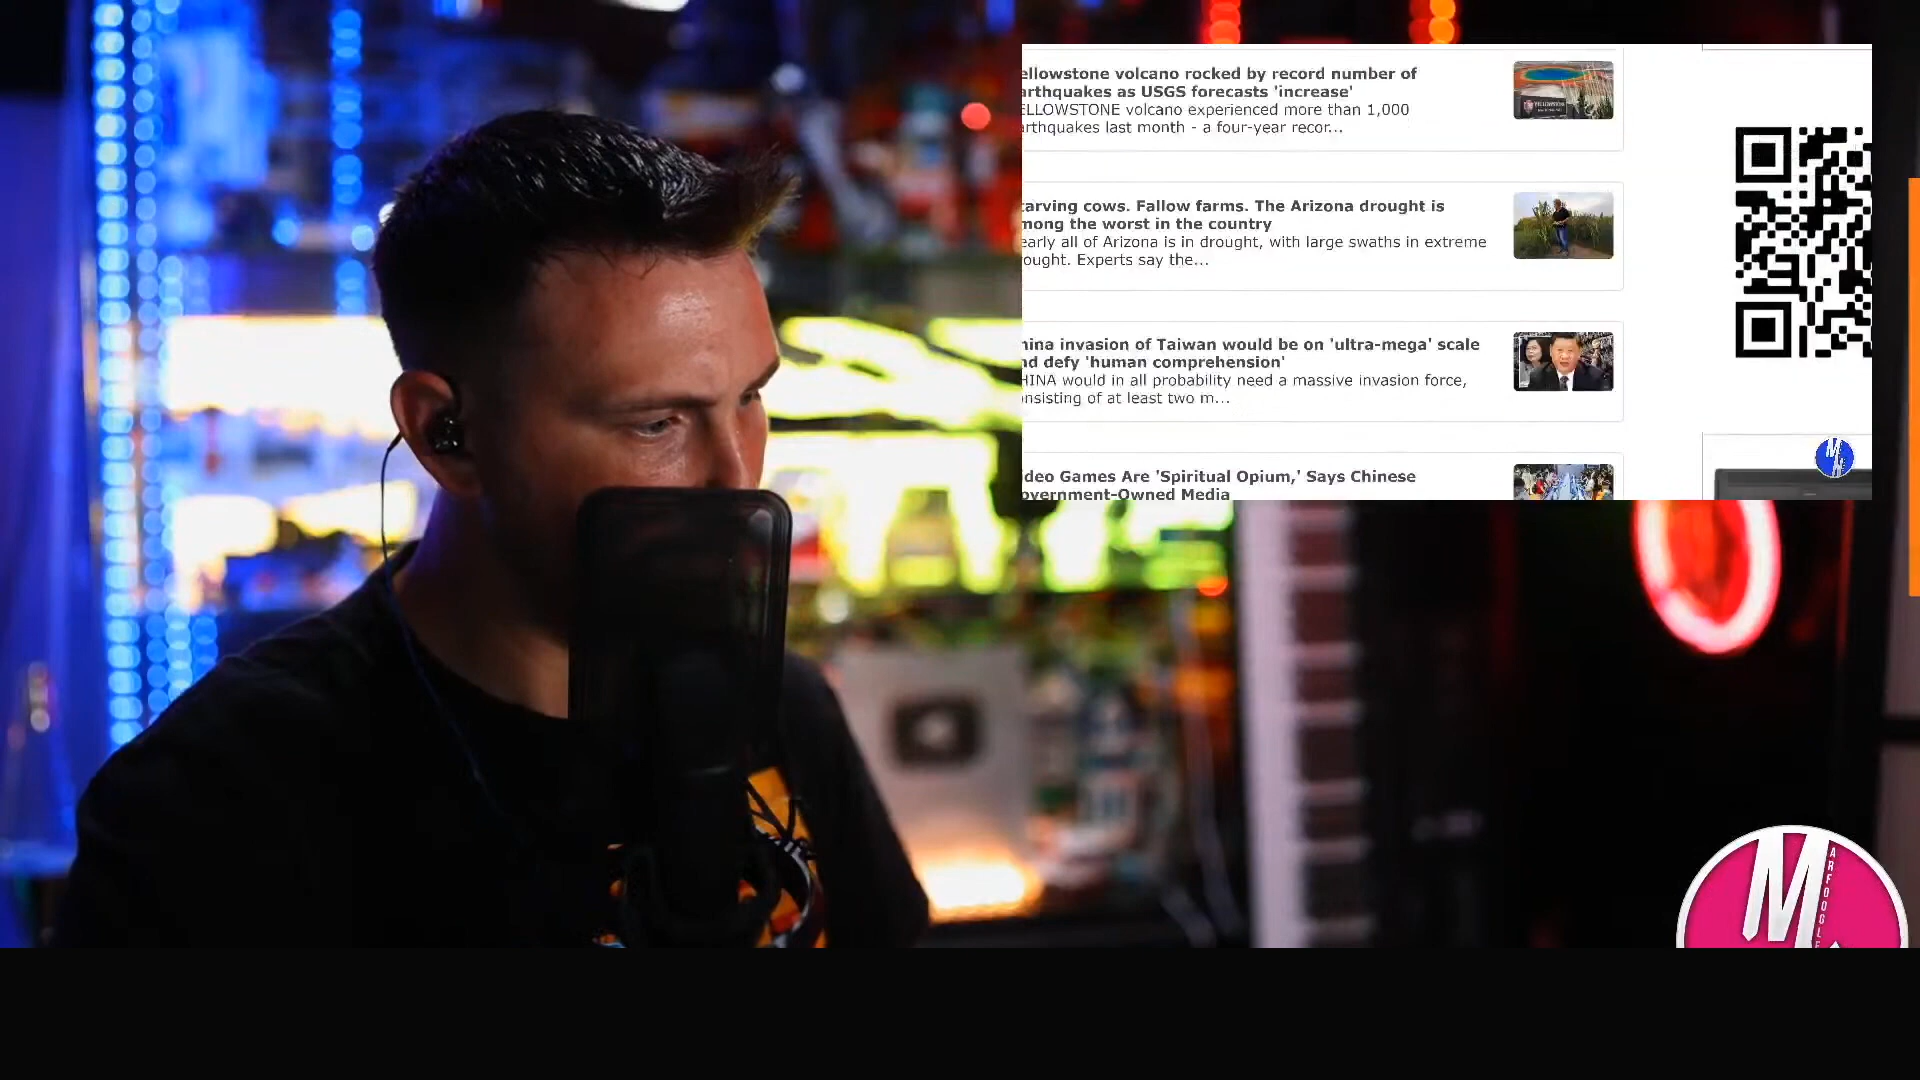 ellowstone volcano rocked by record number of
arthquakes as USGS forecasts 'increase'
ELLOWSTONE volcano experienced more than 1,000
arthquakes last month - a four-year recor...
tarving cows. Fallow farms. The Arizona drought is
mong the worst in the country
early all of Arizona is in drought, with large swaths in extreme
ought. Experts say the...
hina invasion of Taiwan would be on 'ultra-mega' scale
nd defy 'human comprehension'
HINA would in all probability need a massive invasion force,
onsisting of at least two m...
ideo Games Are 'Spiritual Opium,' Says Chinese
overnment-Owned Media
M
ARFOOGLE